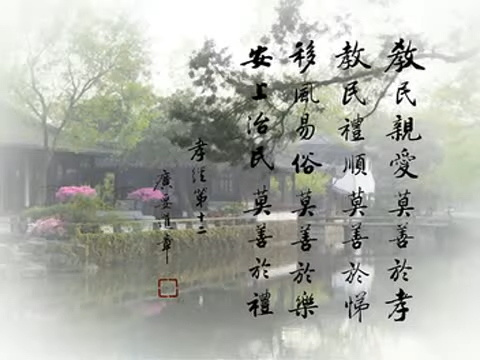 教民親愛莫善於孝
教民禮順莫善於悌
移風易俗莫善於樂
安上治民莫善於禮
孝經第十二
廣要道章